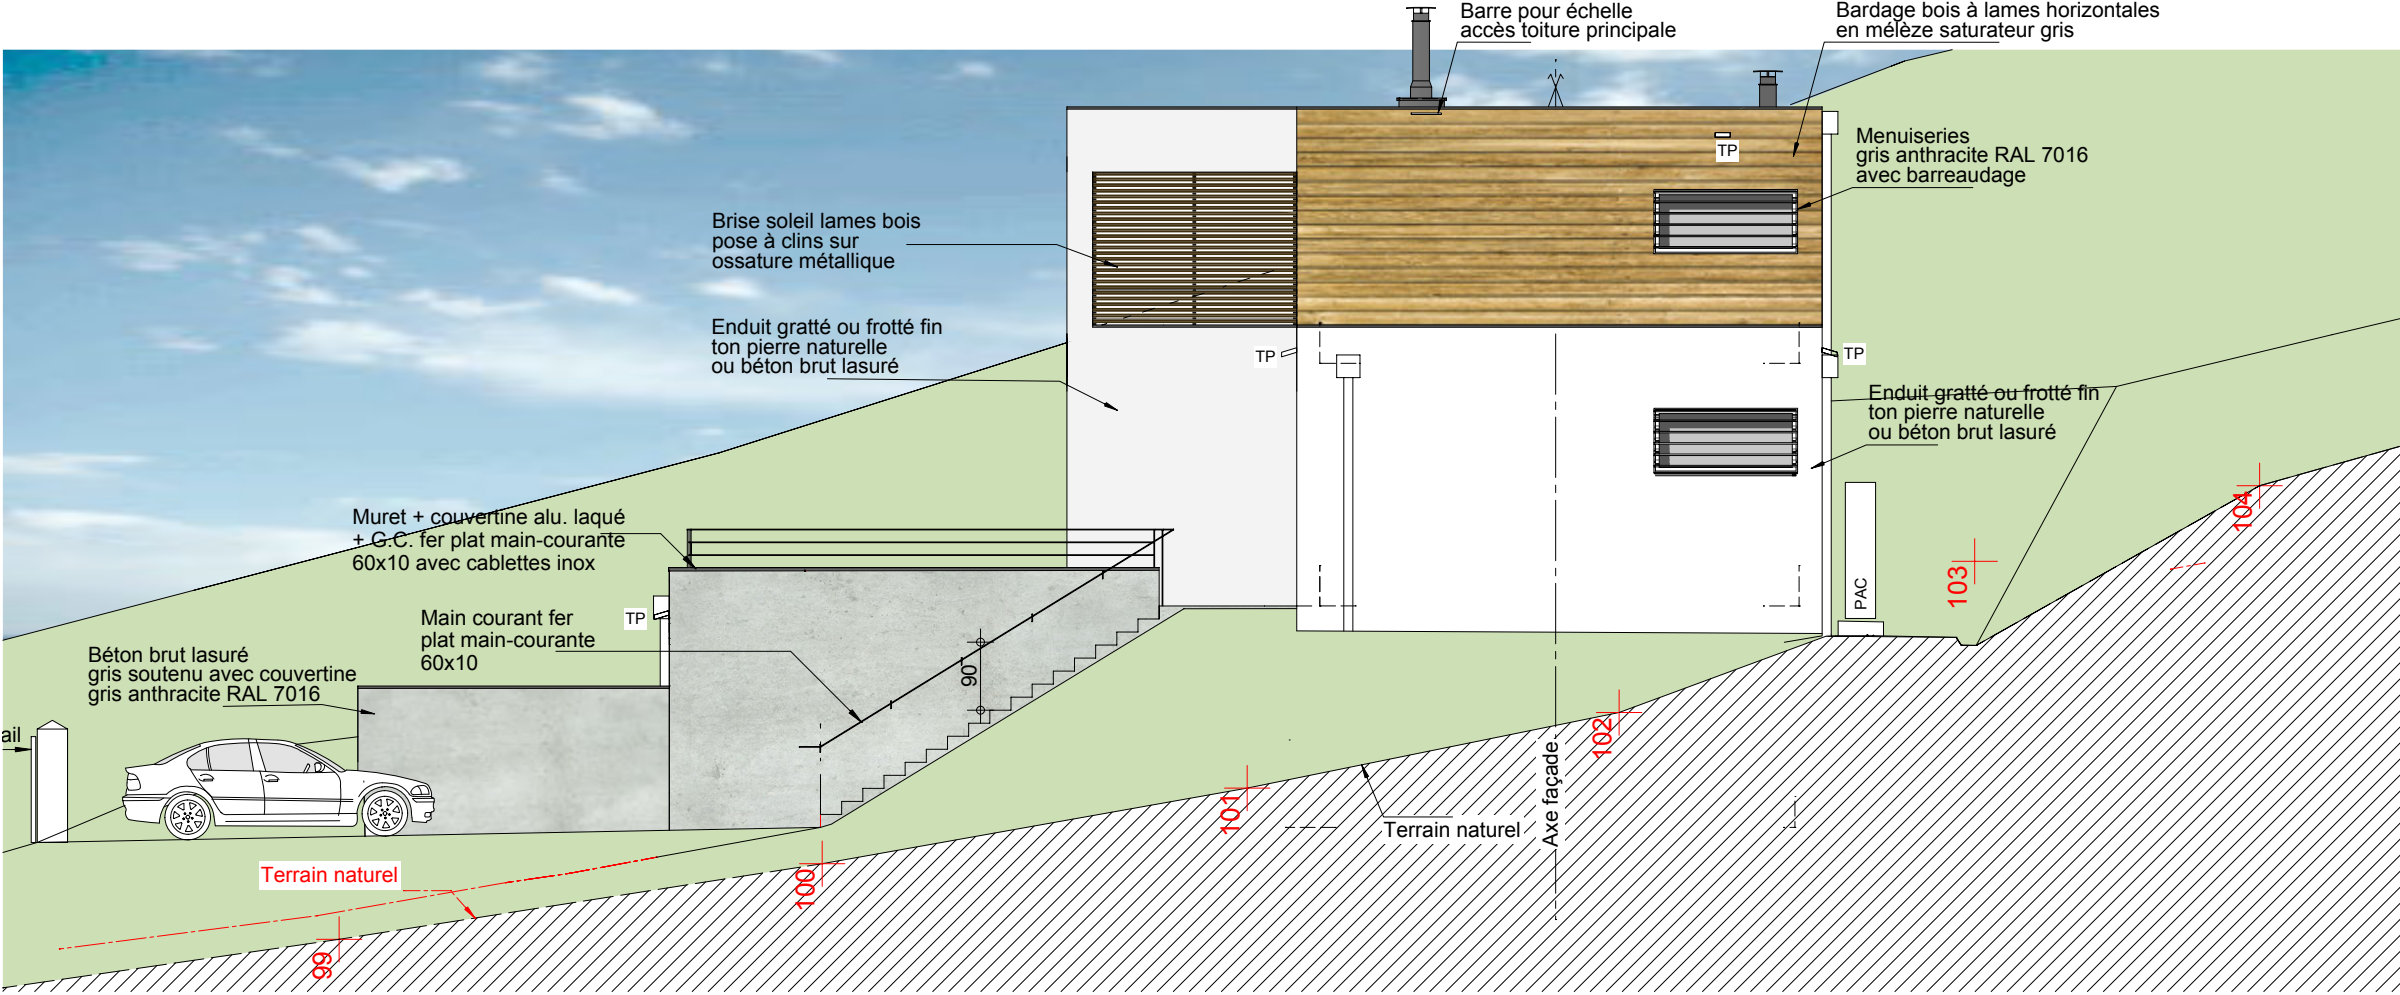 Barre pour échelle
accès toiture principale
Bardage bois à lames horizontales
en mélèze saturateur gris
TP
Menuiseries
gris anthracite RAL 7016
avec barreaudage
Brise soleil lames bois
pose à clins sur
ossature métallique
Enduit gratté ou frotté fin
ton pierre naturelle
ou béton brut lasuré
TP
TP
Enduit gratté ou frotté fin
ton pierre naturelle
ou béton brut lasuré
Muret + couvertine alu. laqué
+ G.C. fer plat main-courante
60x10 avec cablettes inox
TP
Main courant fer
plat main-courante
60x10
Béton brut lasuré
gris soutenu avec couvertine
gris anthracite RAL 7016
ail
90
PAC
104
103
102
101
100
99
Axe façade
Terrain naturel
Terrain naturel